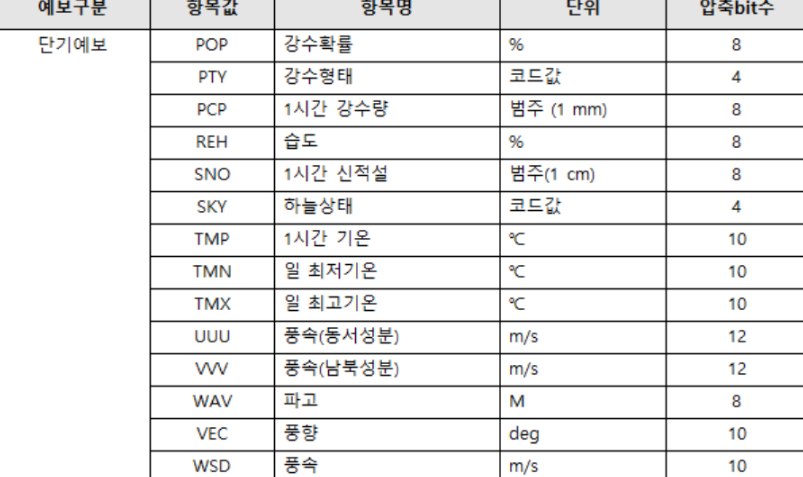 예보구분 항목값 항목명 단위 압축bit수
단기예보 POP 강수확률 % 8
PTY 강수형태 코드값 4
PCP 1시간 강수량 범주 (1 mm) 8
REH 습도 % 8
SNO 1시간 신적설 범주(1 cm) 8
SKY 하늘상태 코드값 4
TMP 1시간 기온 ℃ 10
TMN 일 최저기온 ℃ 10
TMX 일 최고기온 ℃ 10
UUU 풍속(동서성분) m/s 12
VVV 풍속(남북성분) m/s 12
WAV 파고 M 8
VEC 풍향 deg 10
WSD 풍속 m/s 10